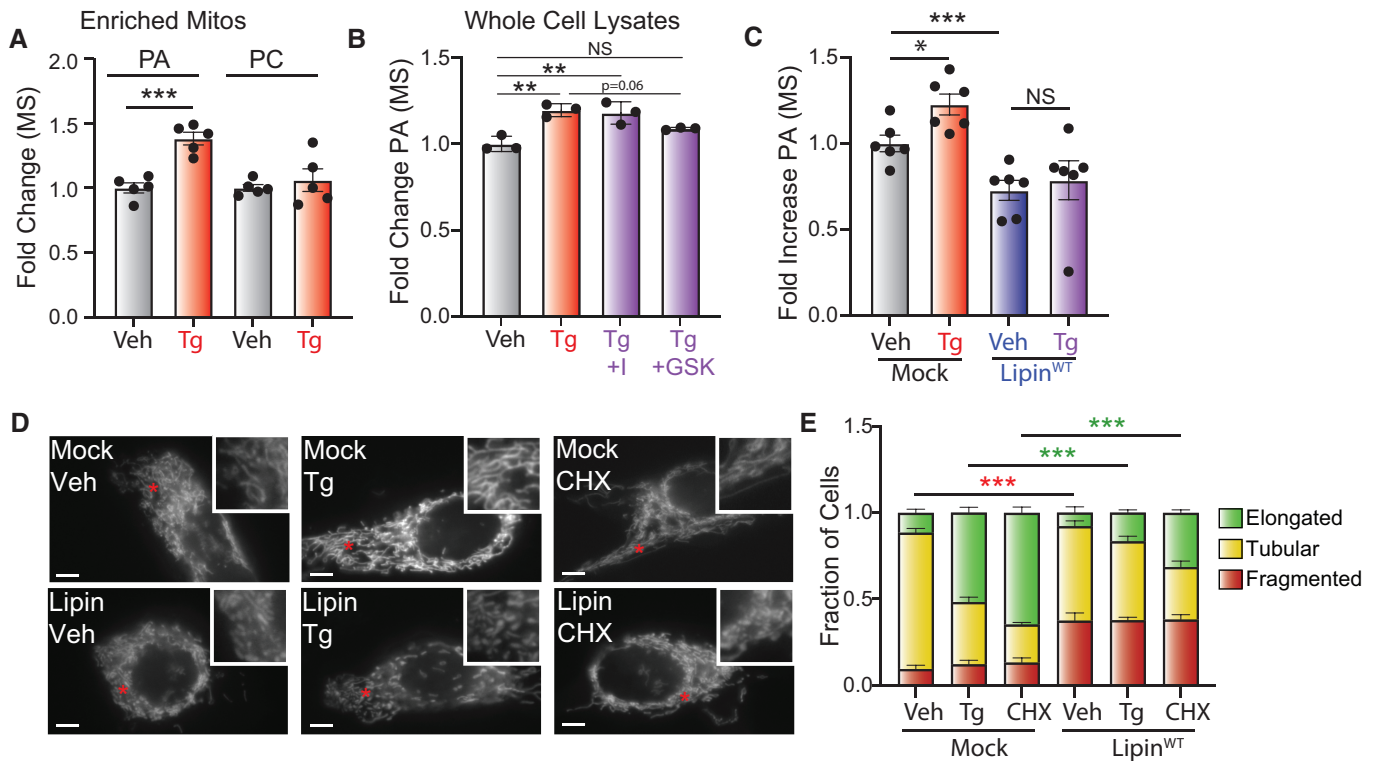 A
Enriched Mitos
PA
PC
***
Fold Change (MS)
2.0
1.5
1.0
0.5
0.0
Veh
Tg
Veh
Tg
B
Whole Cell Lysates
NS
**
**
p=0.06
Fold Change PA (MS)
1.5
1.0
0.5
0.0
Veh
Tg
Tg
+I
Tg
+GSK
C
***
*
NS
Fold Increase PA (MS)
1.5
1.0
0.5
0.0
Veh
Tg
Veh
Tg
Mock
LipinWT
D
Mock
Veh
*
Mock
Tg
*
Mock
CHX
*
Lipin
Veh
*
Lipin
Tg
*
Lipin
CHX
*
E
***
***
***
Fraction of Cells
1.5
1.0
0.5
0.0
Elongated
Tubular
Fragmented
Veh
Tg
CHX
Veh
Tg
CHX
Mock
LipinWT